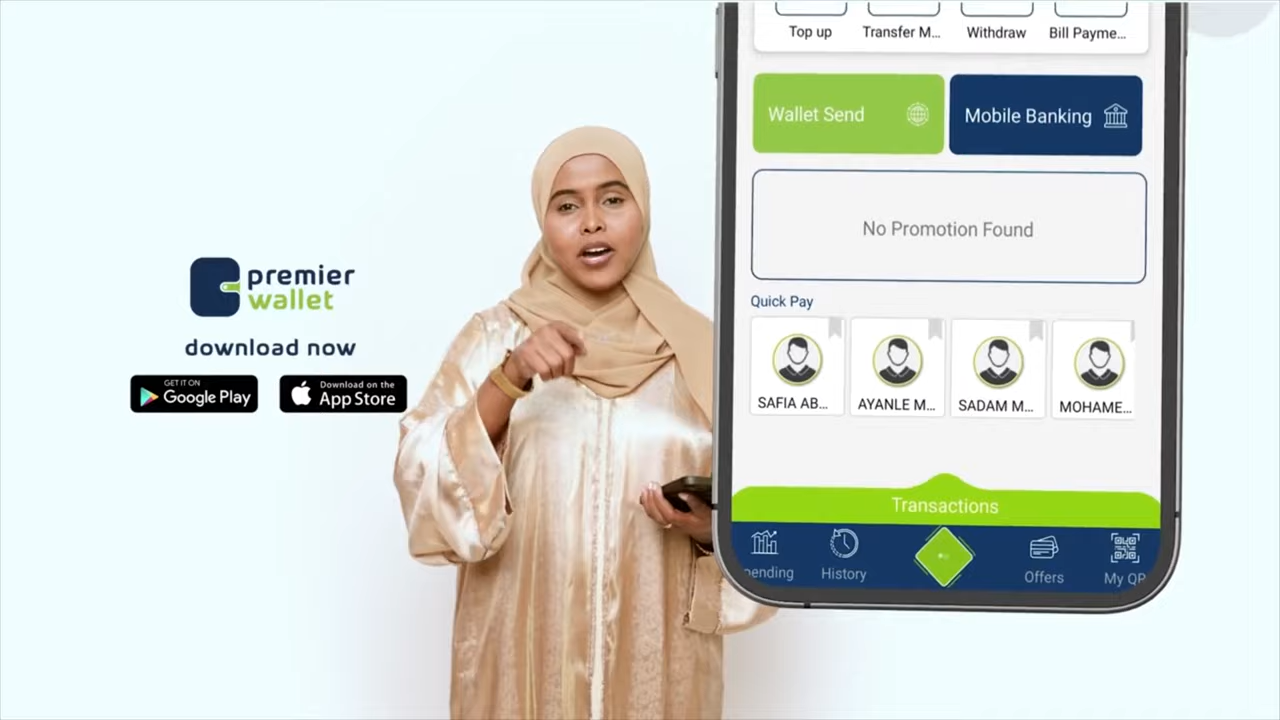 premier
wallet
download now
GET IT ON
Google Play
Download on the
App Store
Top up
Transfer M...
Withdraw
Bill Payme...
Wallet Send
Mobile Banking
No Promotion Found
Quick Pay
SAFIA AB...
AYANLE M...
SADAM M...
MOHAME...
Transactions
pending
History
Offers
My QR